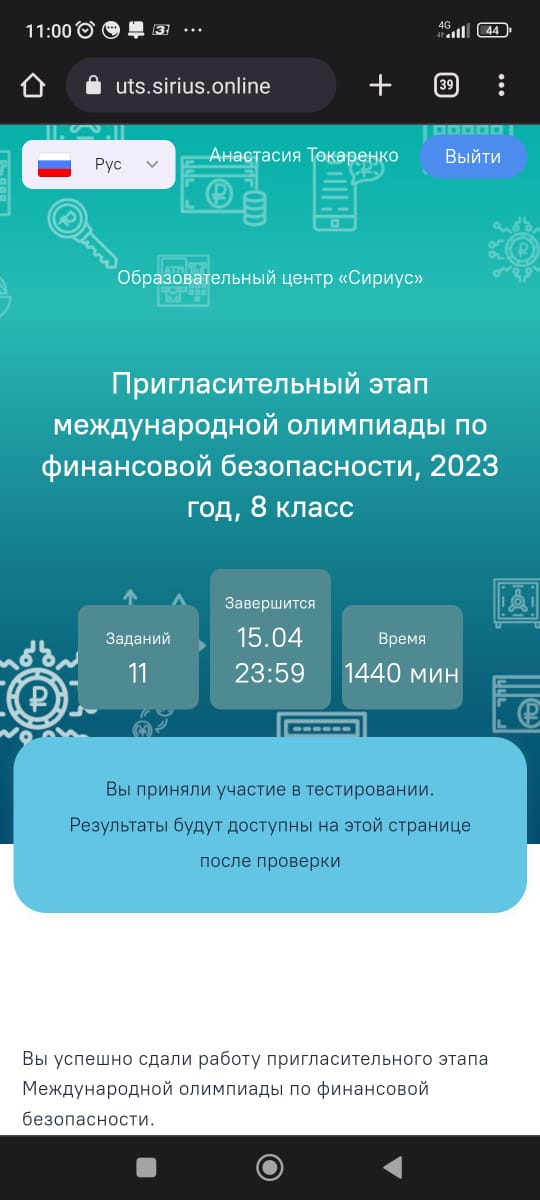 11:00
4G
44
uts.sirius.online
39
Рус
Анастасия Токаренко
Выйти
ATM
Образовательный центр «Сириус»
Пригласительный этап
международной олимпиады по
финансовой безопасности, 2023
год, 8 класс
Заданий
11
Завершится
15.04
23:59
Время
1440 мин
Вы приняли участие в тестировании.
Результаты будут доступны на этой странице
после проверки
Вы успешно сдали работу пригласительного этапа
Международной олимпиады по финансовой
безопасности.